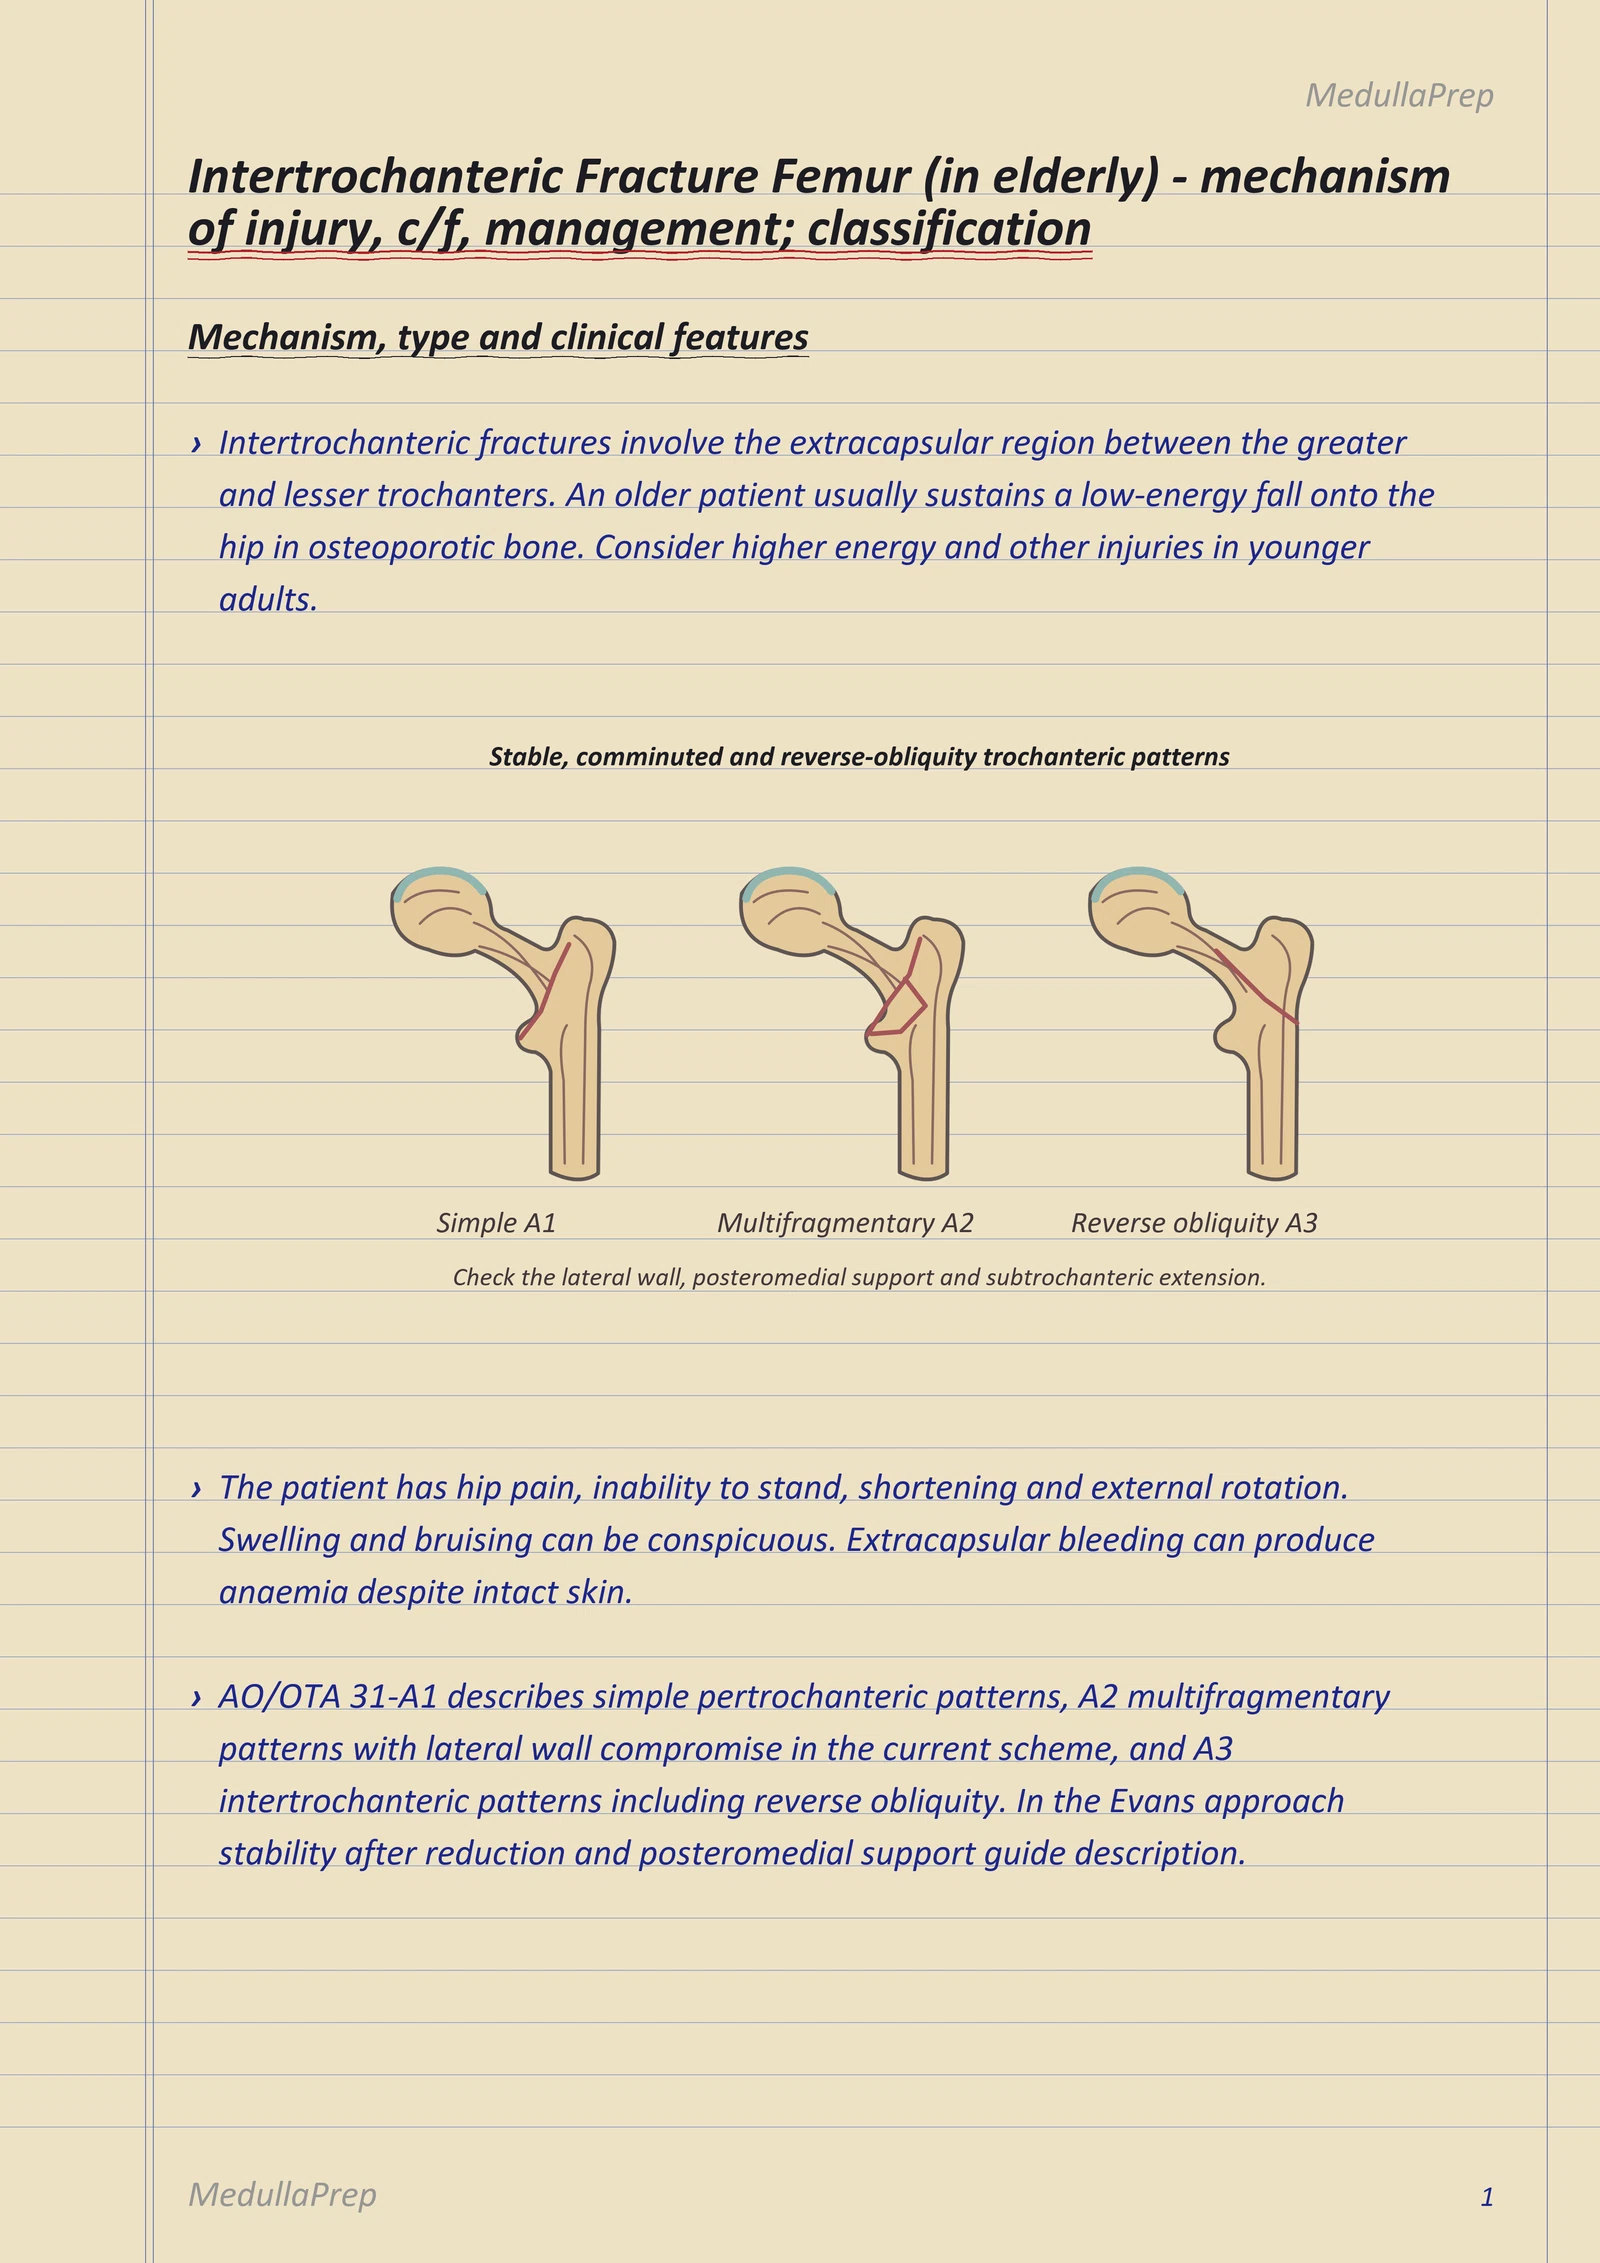 MedullaPrep
Intertrochanteric Fracture Femur (in elderly) - mechanism
of injury, c/f, management; classification
Mechanism, type and clinical features
› Intertrochanteric fractures involve the extracapsular region between the greater
and lesser trochanters. An older patient usually sustains a low-energy fall onto the
hip in osteoporotic bone. Consider higher energy and other injuries in younger
adults.
Stable, comminuted and reverse-obliquity trochanteric patterns
Simple A1
Multifragmentary A2
Reverse obliquity A3
Check the lateral wall, posteromedial support and subtrochanteric extension.
› The patient has hip pain, inability to stand, shortening and external rotation.
Swelling and bruising can be conspicuous. Extracapsular bleeding can produce
anaemia despite intact skin.
› AO/OTA 31-A1 describes simple pertrochanteric patterns, A2 multifragmentary
patterns with lateral wall compromise in the current scheme, and A3
intertrochanteric patterns including reverse obliquity. In the Evans approach
stability after reduction and posteromedial support guide description.
MedullaPrep
1